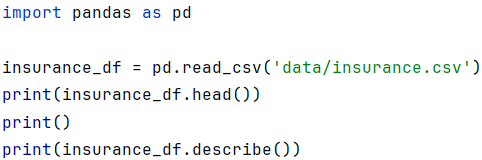 import pandas as pd
insurance_df = pd.read_csv('data/insurance.csv')
print(insurance_df.head())
print()
print(insurance_df.describe())